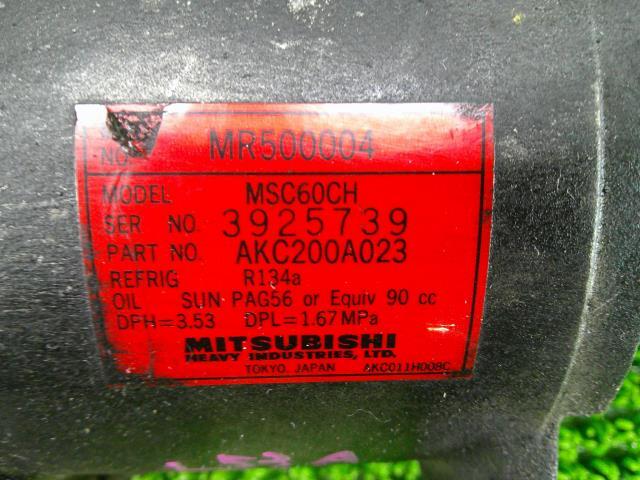 NO MR500004
MODEL MSC60CH
SER NO 3925739
PART NO. AKC200A023
REFRIG R134a
OIL SUN PAG56 or Equiv 90 cc
DPH=3.53 DPL=1.67MPa
MITSUBISHI
HEAVY INDUSTRIES, LTD.
TOKYO, JAPAN AKC011H008C